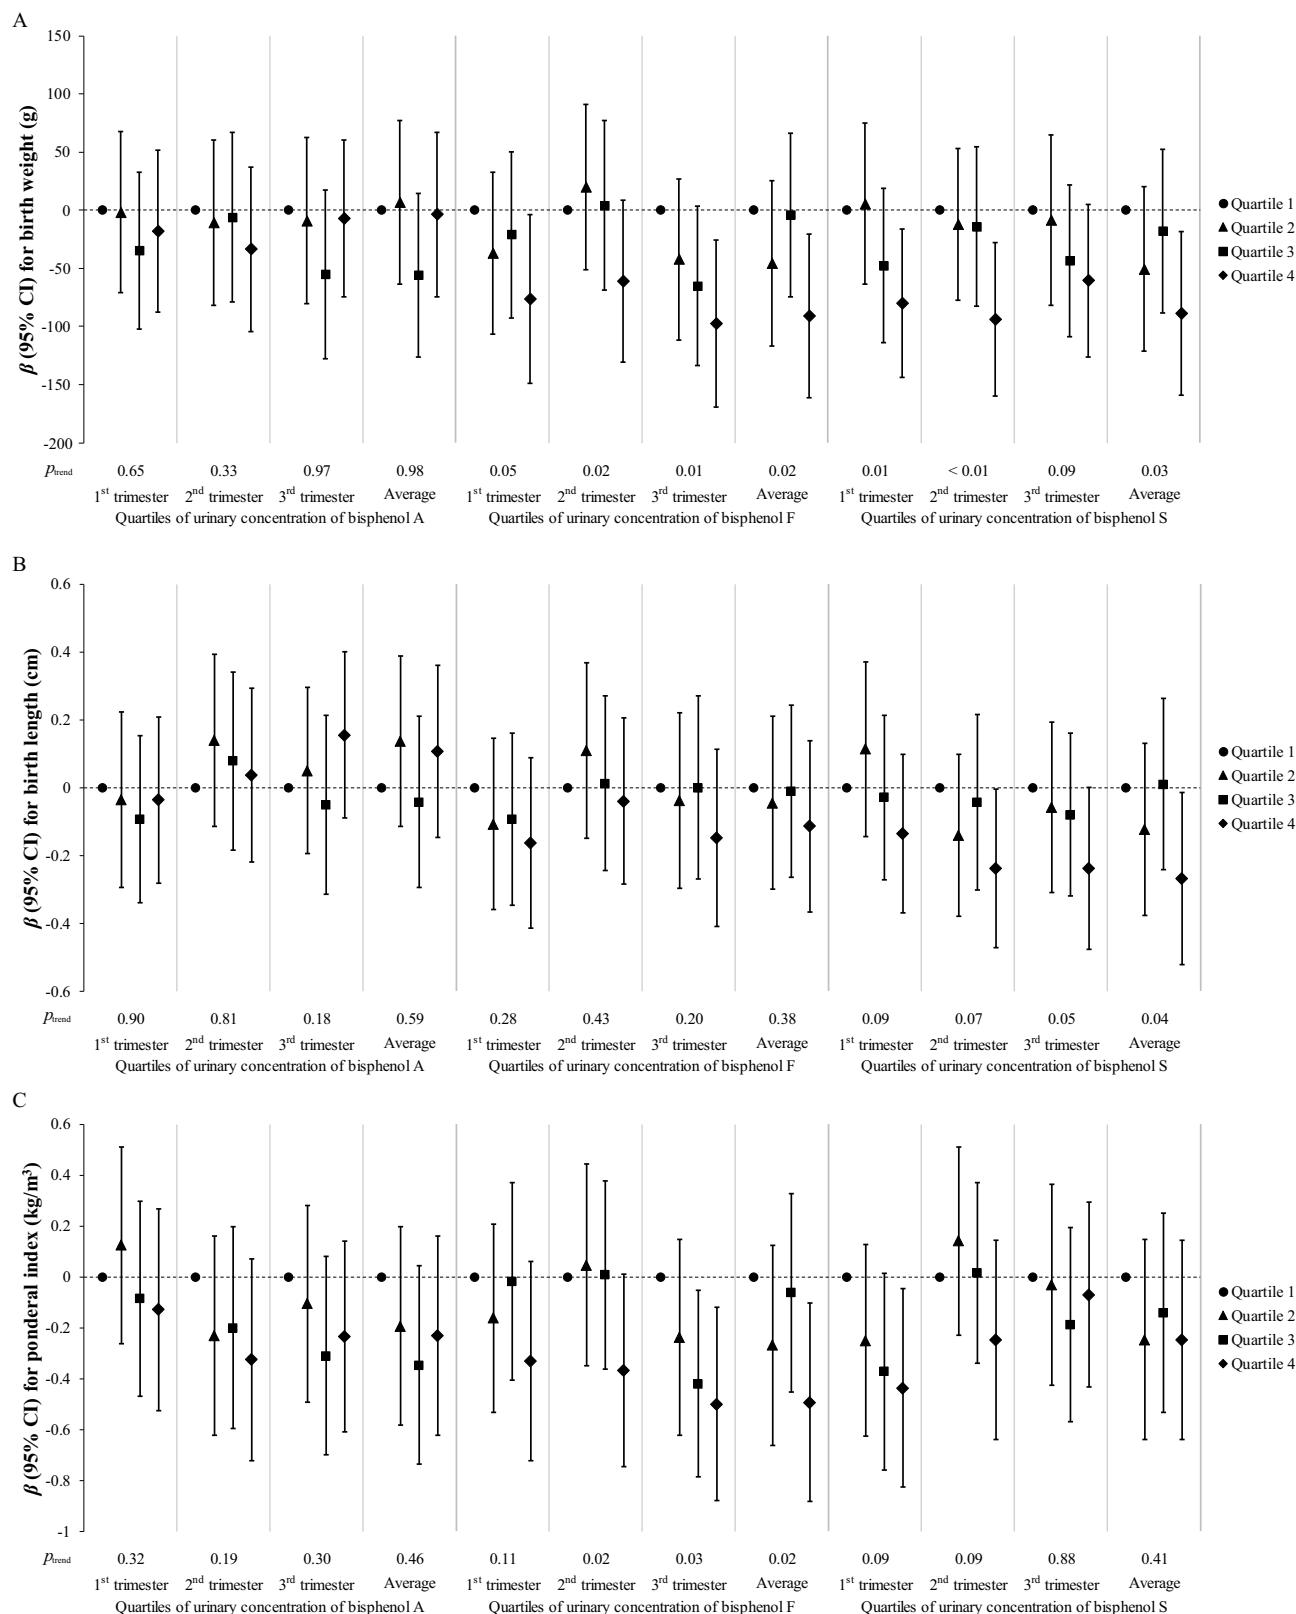 A
β (95% CI) for birth weight (g)
150
100
50
0
-50
-100
-150
-200
Quartile 1
Quartile 2
Quartile 3
Quartile 4
ptrend 0.65 0.33 0.97 0.98 0.05 0.02 0.01 0.02 0.01 < 0.01 0.09 0.03
1st trimester 2nd trimester 3rd trimester Average 1st trimester 2nd trimester 3rd trimester Average 1st trimester 2nd trimester 3rd trimester Average
Quartiles of urinary concentration of bisphenol A Quartiles of urinary concentration of bisphenol F Quartiles of urinary concentration of bisphenol S
B
β (95% CI) for birth length (cm)
0.6
0.4
0.2
0
-0.2
-0.4
-0.6
Quartile 1
Quartile 2
Quartile 3
Quartile 4
ptrend 0.90 0.81 0.18 0.59 0.28 0.43 0.20 0.38 0.09 0.07 0.05 0.04
1st trimester 2nd trimester 3rd trimester Average 1st trimester 2nd trimester 3rd trimester Average 1st trimester 2nd trimester 3rd trimester Average
Quartiles of urinary concentration of bisphenol A Quartiles of urinary concentration of bisphenol F Quartiles of urinary concentration of bisphenol S
C
β (95% CI) for ponderal index (kg/m³)
0.6
0.4
0.2
0
-0.2
-0.4
-0.6
-0.8
-1
Quartile 1
Quartile 2
Quartile 3
Quartile 4
ptrend 0.32 0.19 0.30 0.46 0.11 0.02 0.03 0.02 0.09 0.09 0.88 0.41
1st trimester 2nd trimester 3rd trimester Average 1st trimester 2nd trimester 3rd trimester Average 1st trimester 2nd trimester 3rd trimester Average
Quartiles of urinary concentration of bisphenol A Quartiles of urinary concentration of bisphenol F Quartiles of urinary concentration of bisphenol S